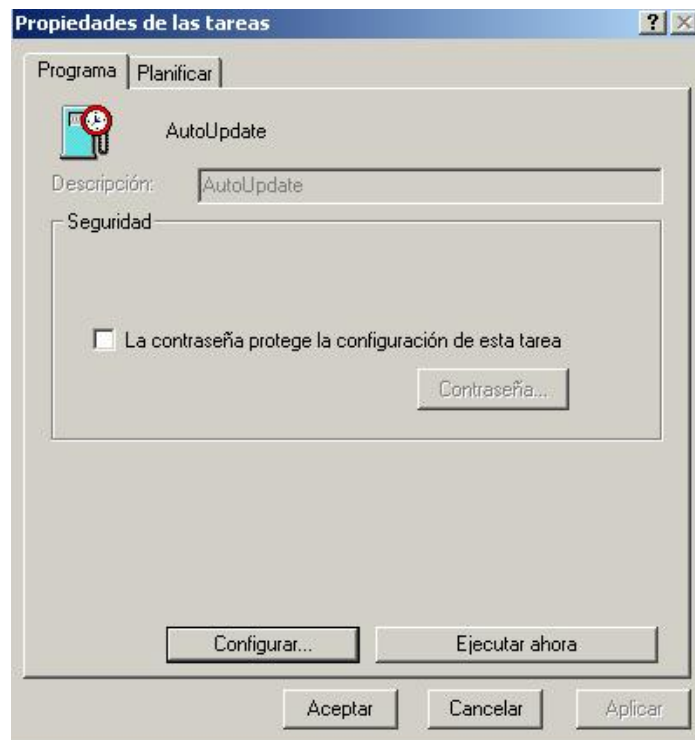 Propiedades de las tareas
Programa
Planificar
AutoUpdate
Descripción:
AutoUpdate
Seguridad
La contraseña protege la configuración de esta tarea
Contraseña...
Configurar...
Ejecutar ahora
Aceptar
Cancelar
Aplicar